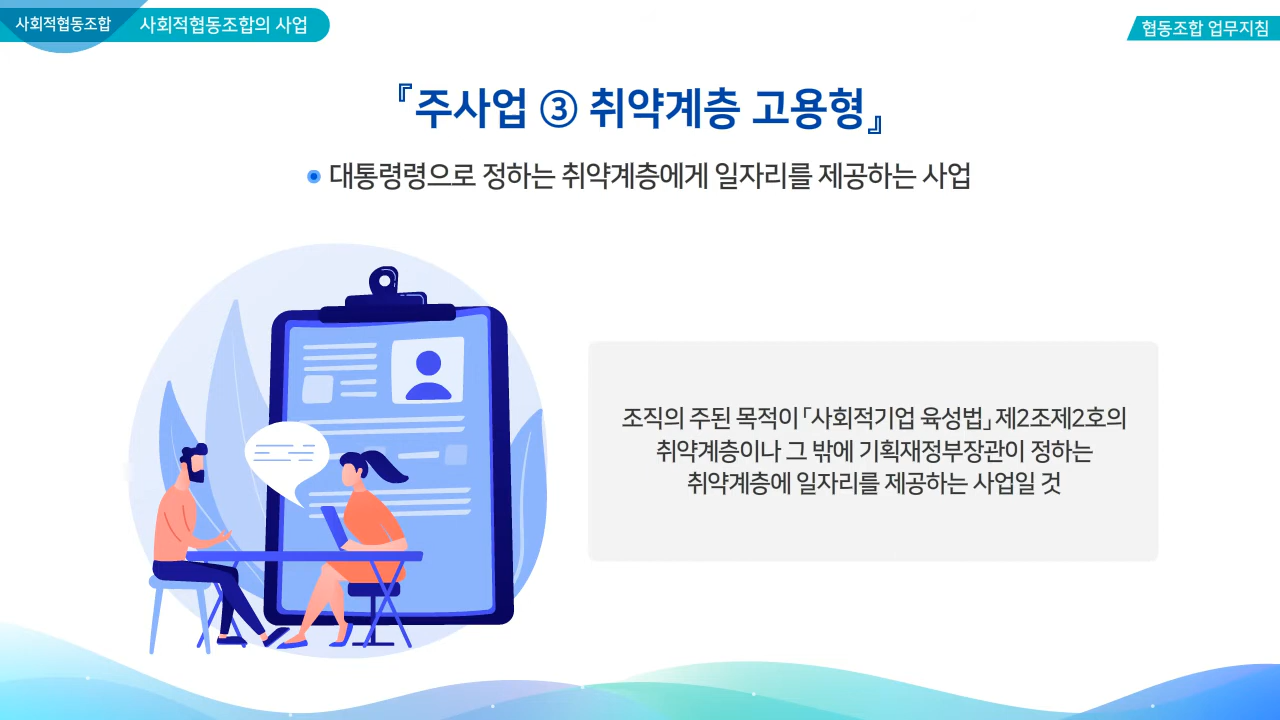 사회적협동조합
사회적협동조합의 사업
협동조합 업무지침
『주사업 ③ 취약계층 고용형』
대통령령으로 정하는 취약계층에게 일자리를 제공하는 사업
조직의 주된 목적이 ｢사회적기업 육성법｣ 제2조제2호의
취약계층이나 그 밖에 기획재정부장관이 정하는
취약계층에 일자리를 제공하는 사업일 것